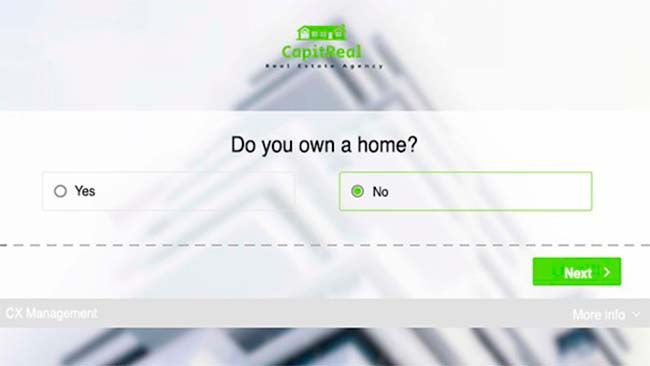 CapitReal
Real Estate Agency
Do you own a home?
Yes
No
Next
CX Management
More info